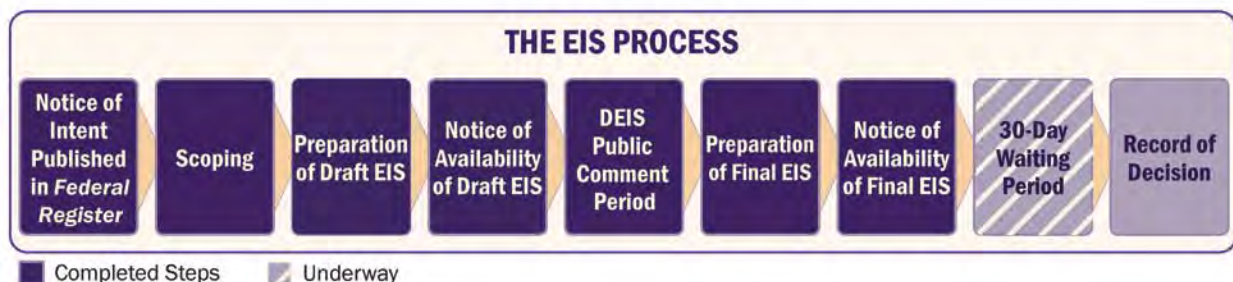 THE EIS PROCESS
Notice of
Intent
Published
in Federal
Register
Scoping
Preparation
of Draft EIS
Notice of
Availability
of Draft EIS
DEIS
Public
Comment
Period
Preparation
of Final EIS
Notice of
Availability
of Final EIS
30-Day
Waiting
Period
Record of
Decision
Completed Steps
Underway